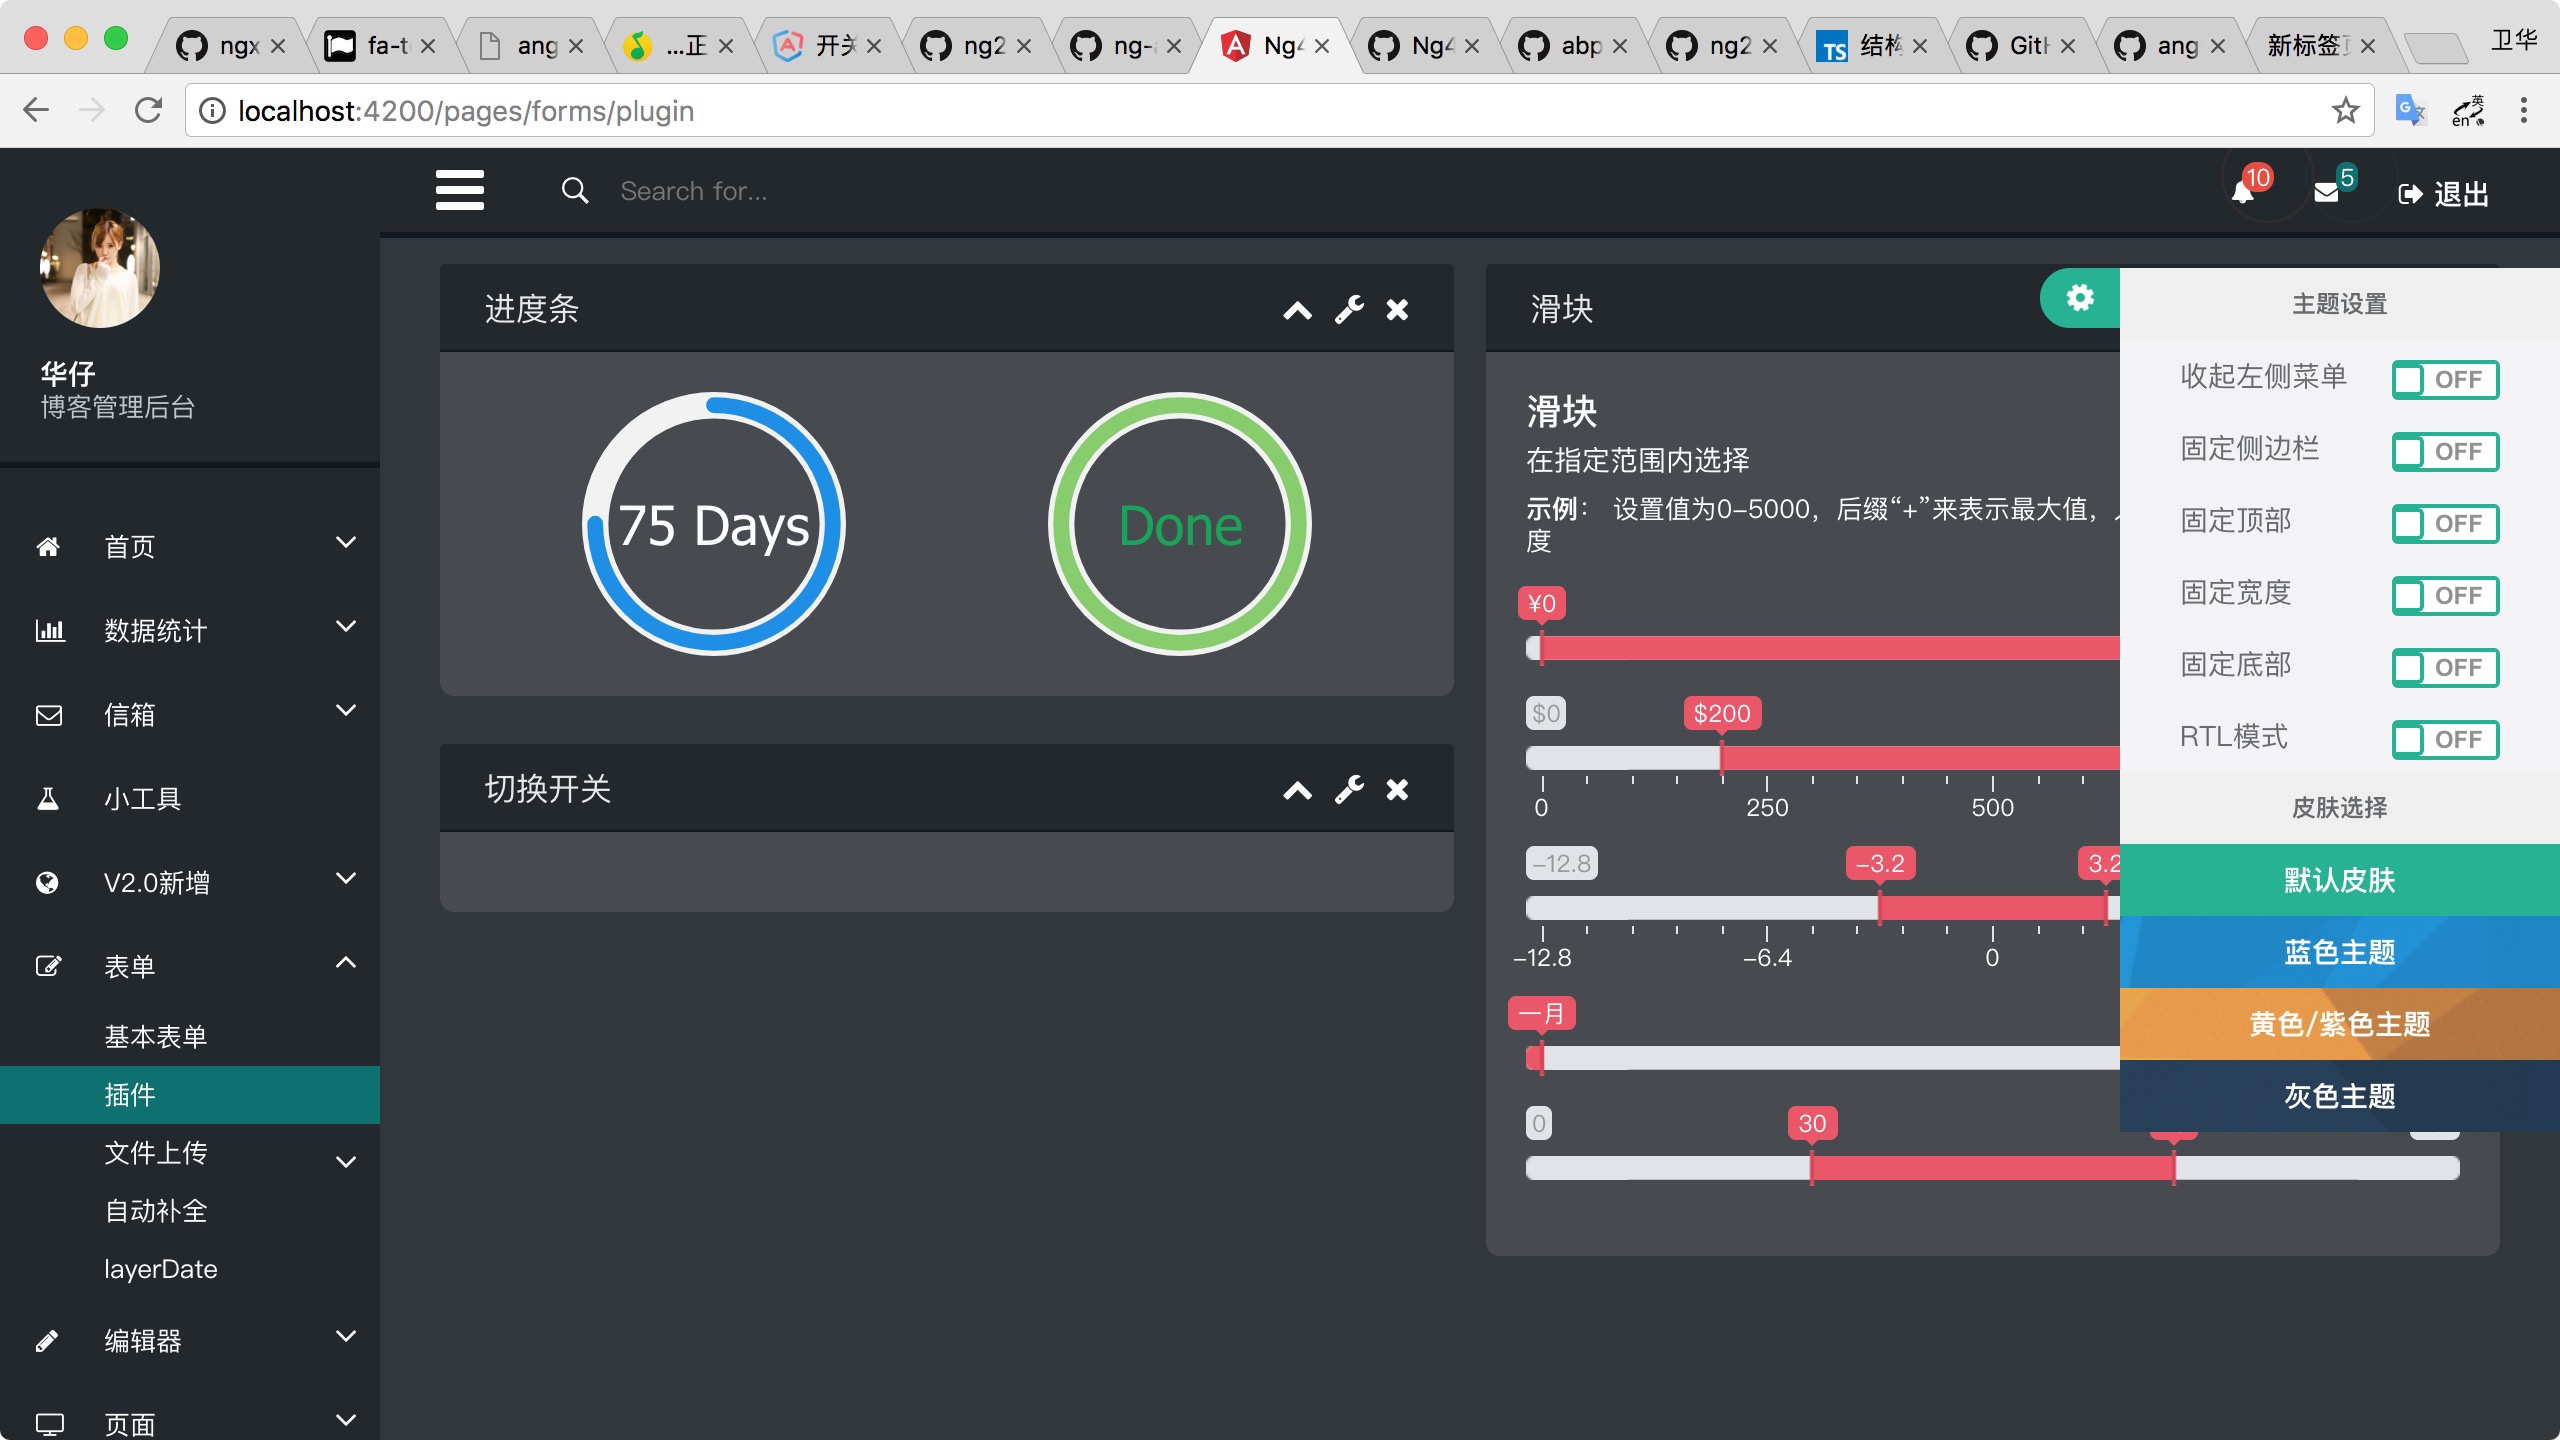 ngx
fa-t
ang
...正
开关
ng2
ng-
Ng4
Ng4
abp
ng2
TS
结构
GitH
ang
新标签页
卫华
localhost:4200/pages/forms/plugin
英
en
Search for...
10
5
退出
华仔
博客管理后台
首页
数据统计
信箱
小工具
V2.0新增
表单
基本表单
插件
文件上传
自动补全
layerDate
编辑器
页面
进度条
75 Days
Done
切换开关
滑块
滑块
在指定范围内选择
示例： 设置值为0-5000，后缀“+”来表示最大值，
度
¥0
$0
$200
0
250
500
-12.8
-3.2
3.2
-12.8
-6.4
0
一月
0
30
主题设置
收起左侧菜单
OFF
固定侧边栏
OFF
固定顶部
OFF
固定宽度
OFF
固定底部
OFF
RTL模式
OFF
皮肤选择
默认皮肤
蓝色主题
黄色/紫色主题
灰色主题